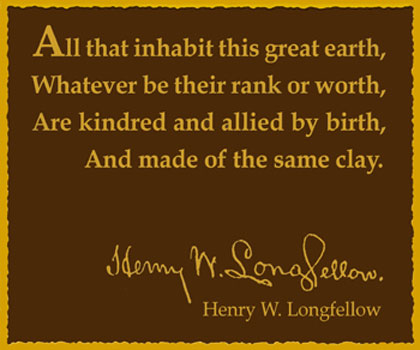 All that inhabit this great earth,
Whatever be their rank or worth,
Are kindred and allied by birth,
And made of the same clay.
Henry W. Longfellow.
Henry W. Longfellow